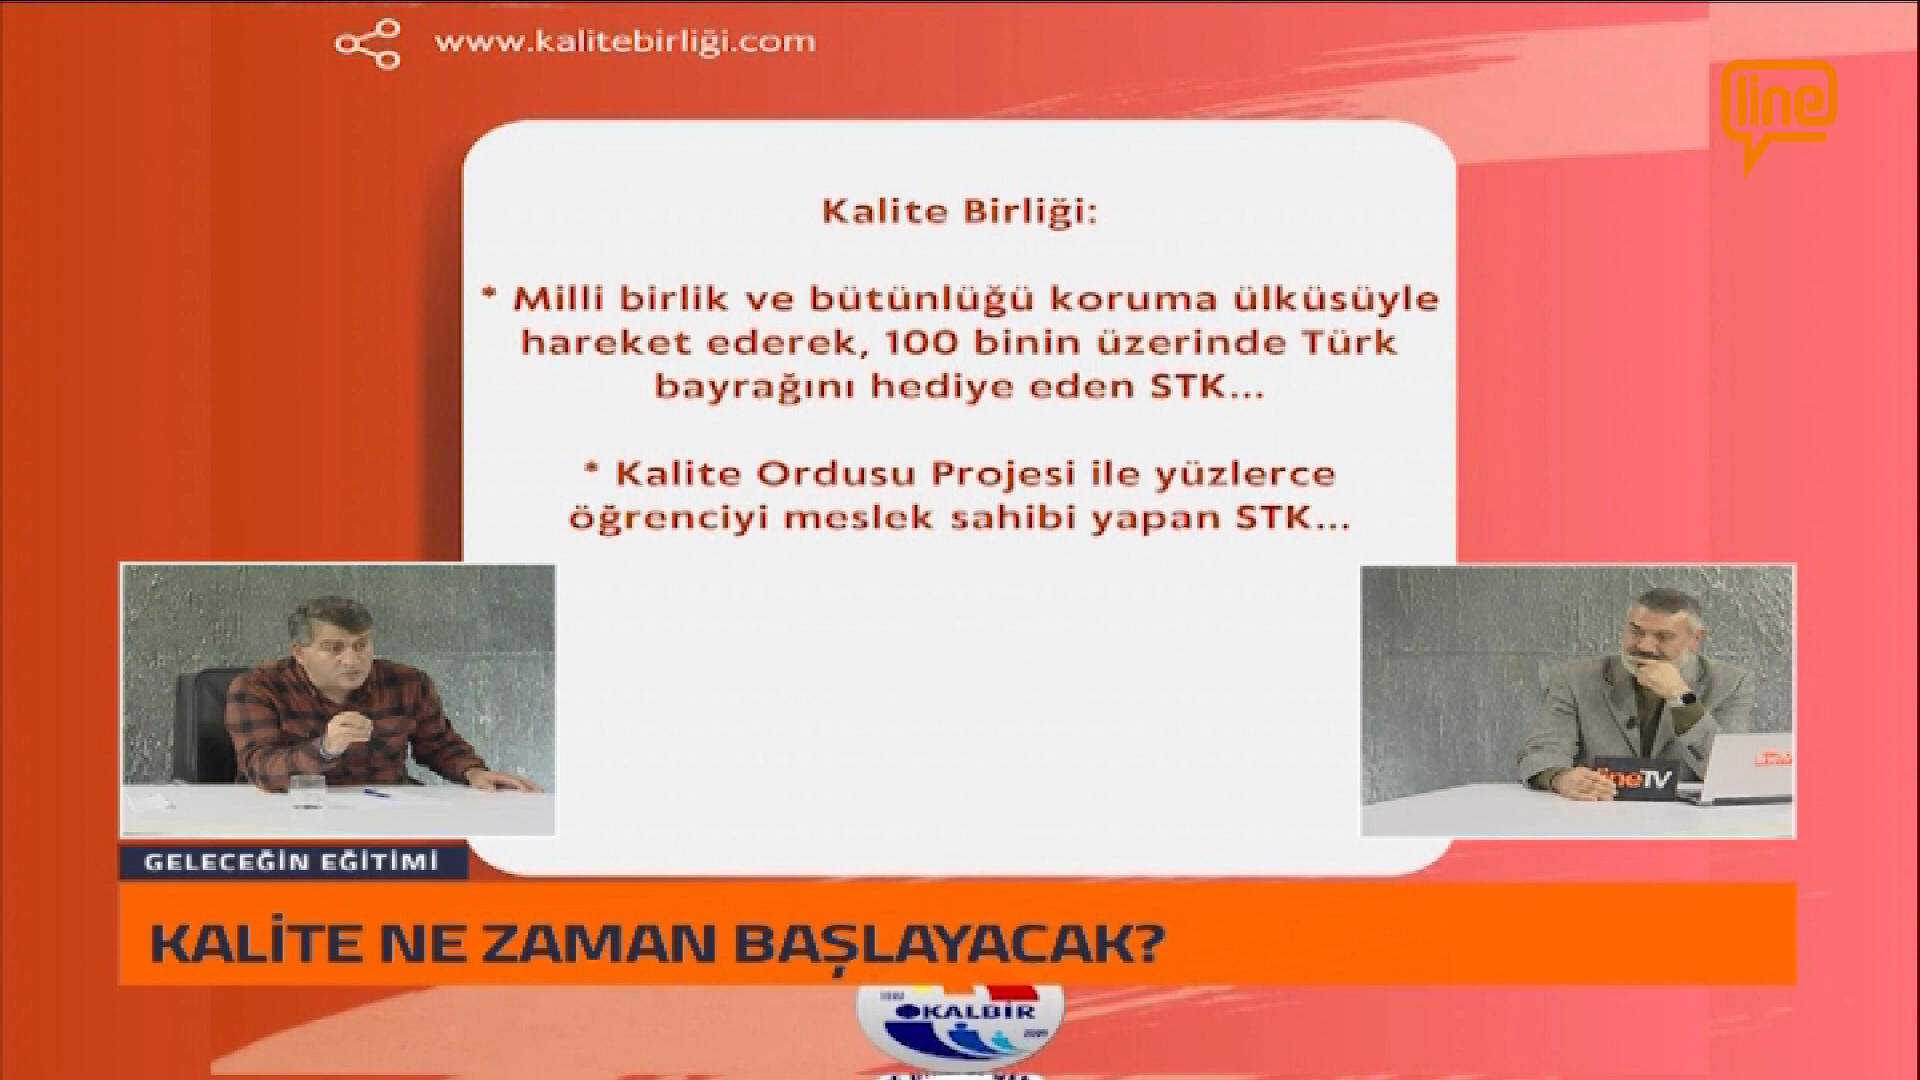 www.kalitebirliği.com
line
Kalite Birliği:
* Milli birlik ve bütünlüğü koruma ülküsüyle
hareket ederek, 100 binin üzerinde Türk
bayrağını hediye eden STK...
* Kalite Ordusu Projesi ile yüzlerce
öğrenciyi meslek sahibi yapan STK...
lineTV
GELECEĞİN EĞİTİMİ
KALİTE NE ZAMAN BAŞLAYACAK?
KALBİR